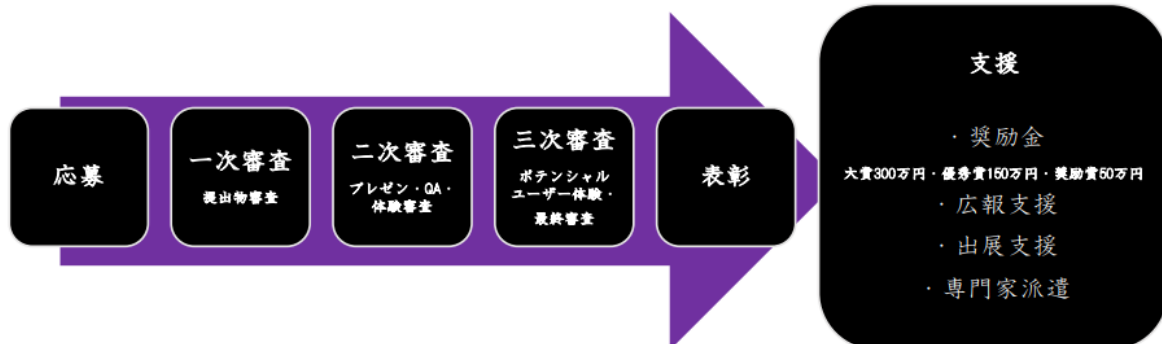 応募
一次審査
提出物審査
二次審査
プレゼン・QA・
体験審査
三次審査
ポテンシャル
ユーザー体験・
最終審査
表彰
支援
・奨励金
大賞300万円・優秀賞150万円・奨励賞50万円
・広報支援
・出展支援
・専門家派遣